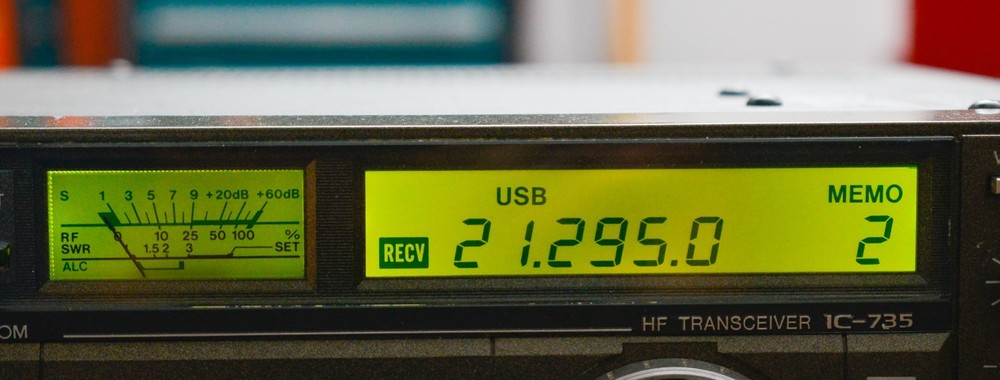 S 1 3 5 7 9 +20dB +60dB
RF 0 10 25 50 100 %
SWR 1.5 2 3 SET
ALC
USB MEMO
RECV 21.295.0 2
OM
HF TRANSCEIVER IC-735